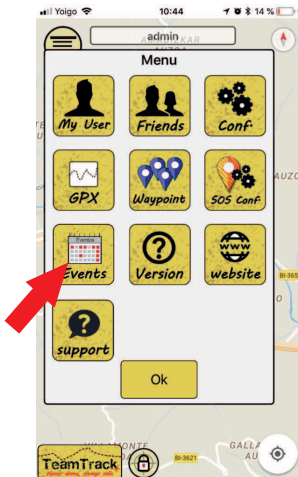 Yoigo 10:44 14 %
admin
Menu
My User Friends Conf.
GPX Waypoint SOS Conf
Events Version website
support
Ok
BI-3621
TeamTrack